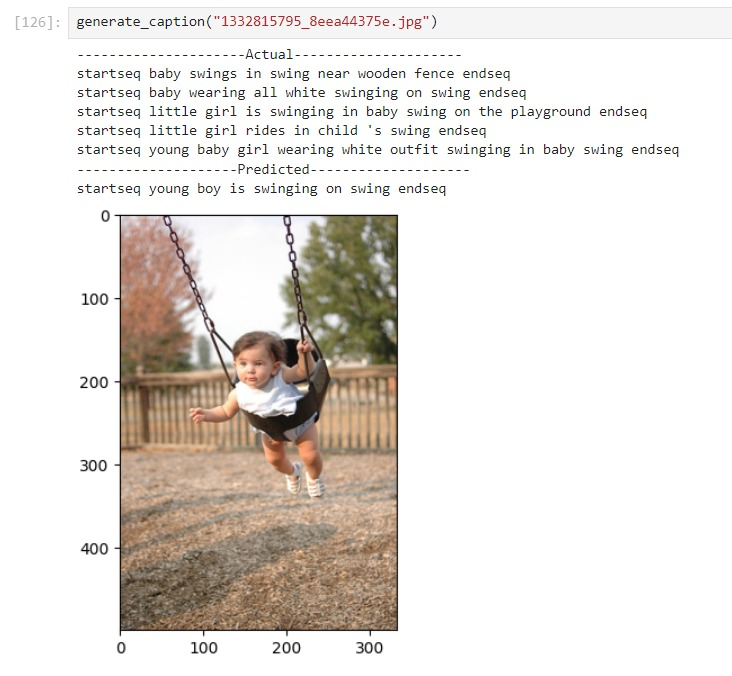 [126]: generate_caption("1332815795_8eea44375e.jpg")
---------------------Actual---------------------
startseq baby swings in swing near wooden fence endseq
startseq baby wearing all white swinging on swing endseq
startseq little girl is swinging in baby swing on the playground endseq
startseq little girl rides in child 's swing endseq
startseq young baby girl wearing white outfit swinging in baby swing endseq
--------------------Predicted--------------------
startseq young boy is swinging on swing endseq
0
100
200
300
400
0 100 200 300